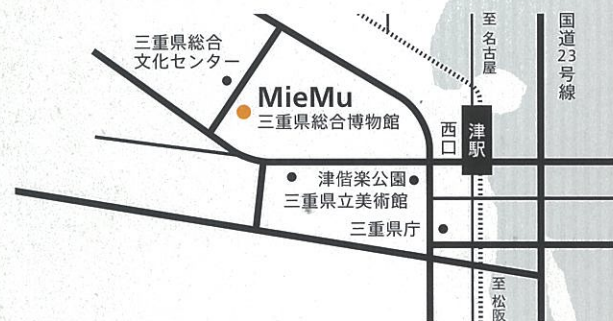 三重県総合
文化センター
MieMu
三重県総合博物館
至 名古屋
国道23号線
西口
津駅
津偕楽公園
三重県立美術館
三重県庁
至 松阪